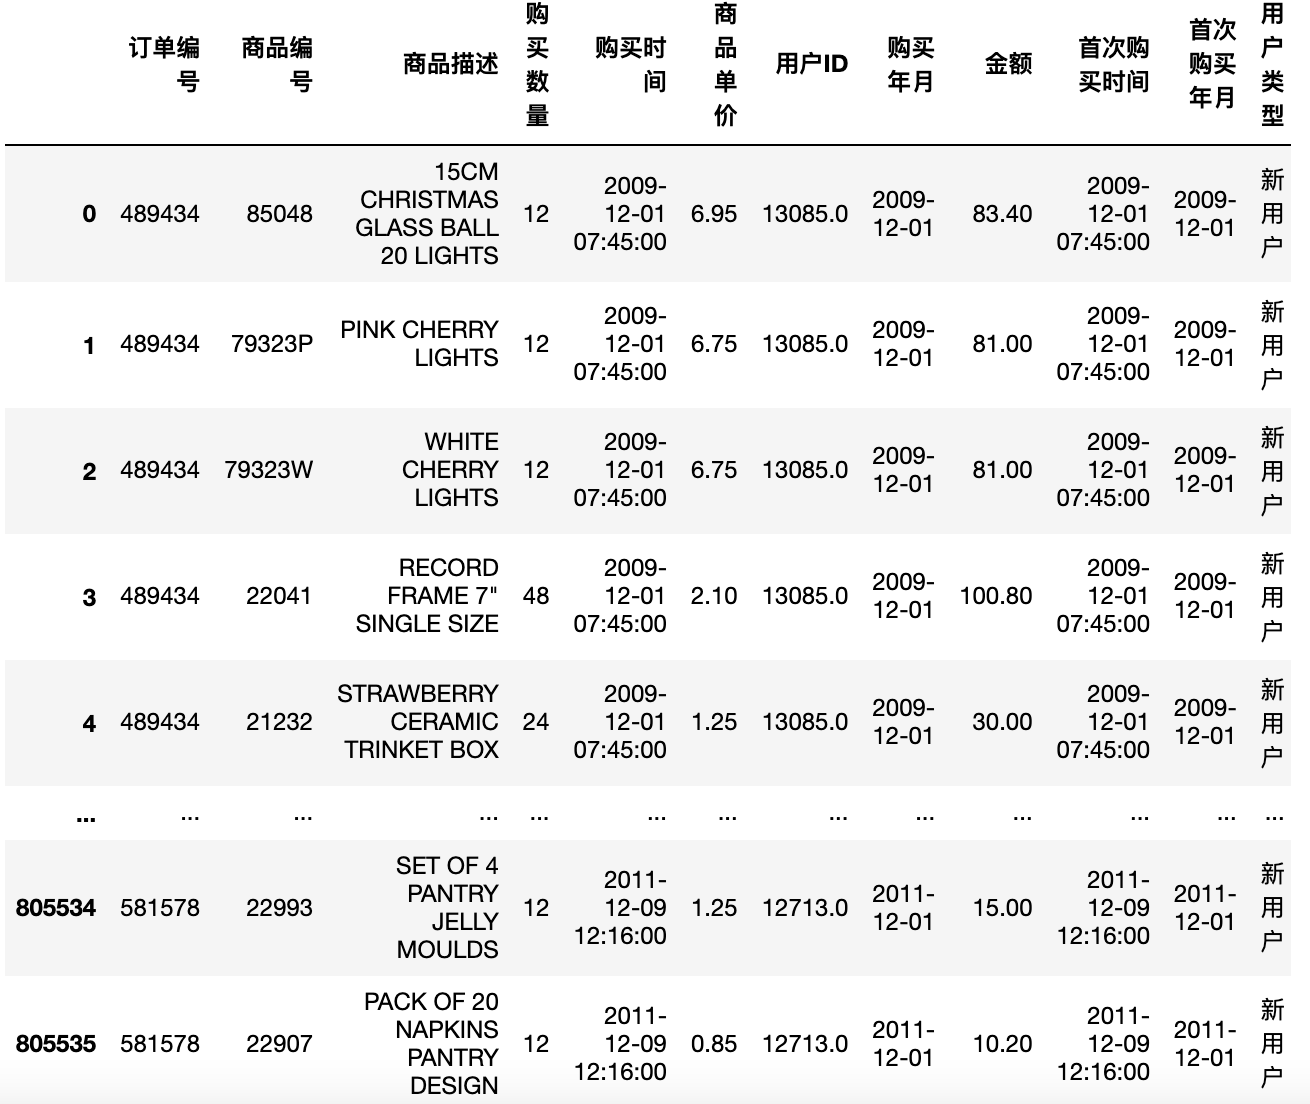 订单编号 商品编号 商品描述 购买数量 购买时间 商品单价 用户ID 购买年月 金额 首次购买时间 首次购买年月 用户类型
0 489434 85048 15CM CHRISTMAS GLASS BALL 20 LIGHTS 12 2009-12-01 07:45:00 6.95 13085.0 2009-12-01 83.40 2009-12-01 07:45:00 2009-12-01 新用户
1 489434 79323P PINK CHERRY LIGHTS 12 2009-12-01 07:45:00 6.75 13085.0 2009-12-01 81.00 2009-12-01 07:45:00 2009-12-01 新用户
2 489434 79323W WHITE CHERRY LIGHTS 12 2009-12-01 07:45:00 6.75 13085.0 2009-12-01 81.00 2009-12-01 07:45:00 2009-12-01 新用户
3 489434 22041 RECORD FRAME 7" SINGLE SIZE 48 2009-12-01 07:45:00 2.10 13085.0 2009-12-01 100.80 2009-12-01 07:45:00 2009-12-01 新用户
4 489434 21232 STRAWBERRY CERAMIC TRINKET BOX 24 2009-12-01 07:45:00 1.25 13085.0 2009-12-01 30.00 2009-12-01 07:45:00 2009-12-01 新用户
... ... ... ... ... ... ... ... ... ... ... ... ...
805534 581578 22993 SET OF 4 PANTRY JELLY MOULDS 12 2011-12-09 12:16:00 1.25 12713.0 2011-12-01 15.00 2011-12-09 12:16:00 2011-12-01 新用户
805535 581578 22907 PACK OF 20 NAPKINS PANTRY DESIGN 12 2011-12-09 12:16:00 0.85 12713.0 2011-12-01 10.20 2011-12-09 12:16:00 2011-12-01 新用户